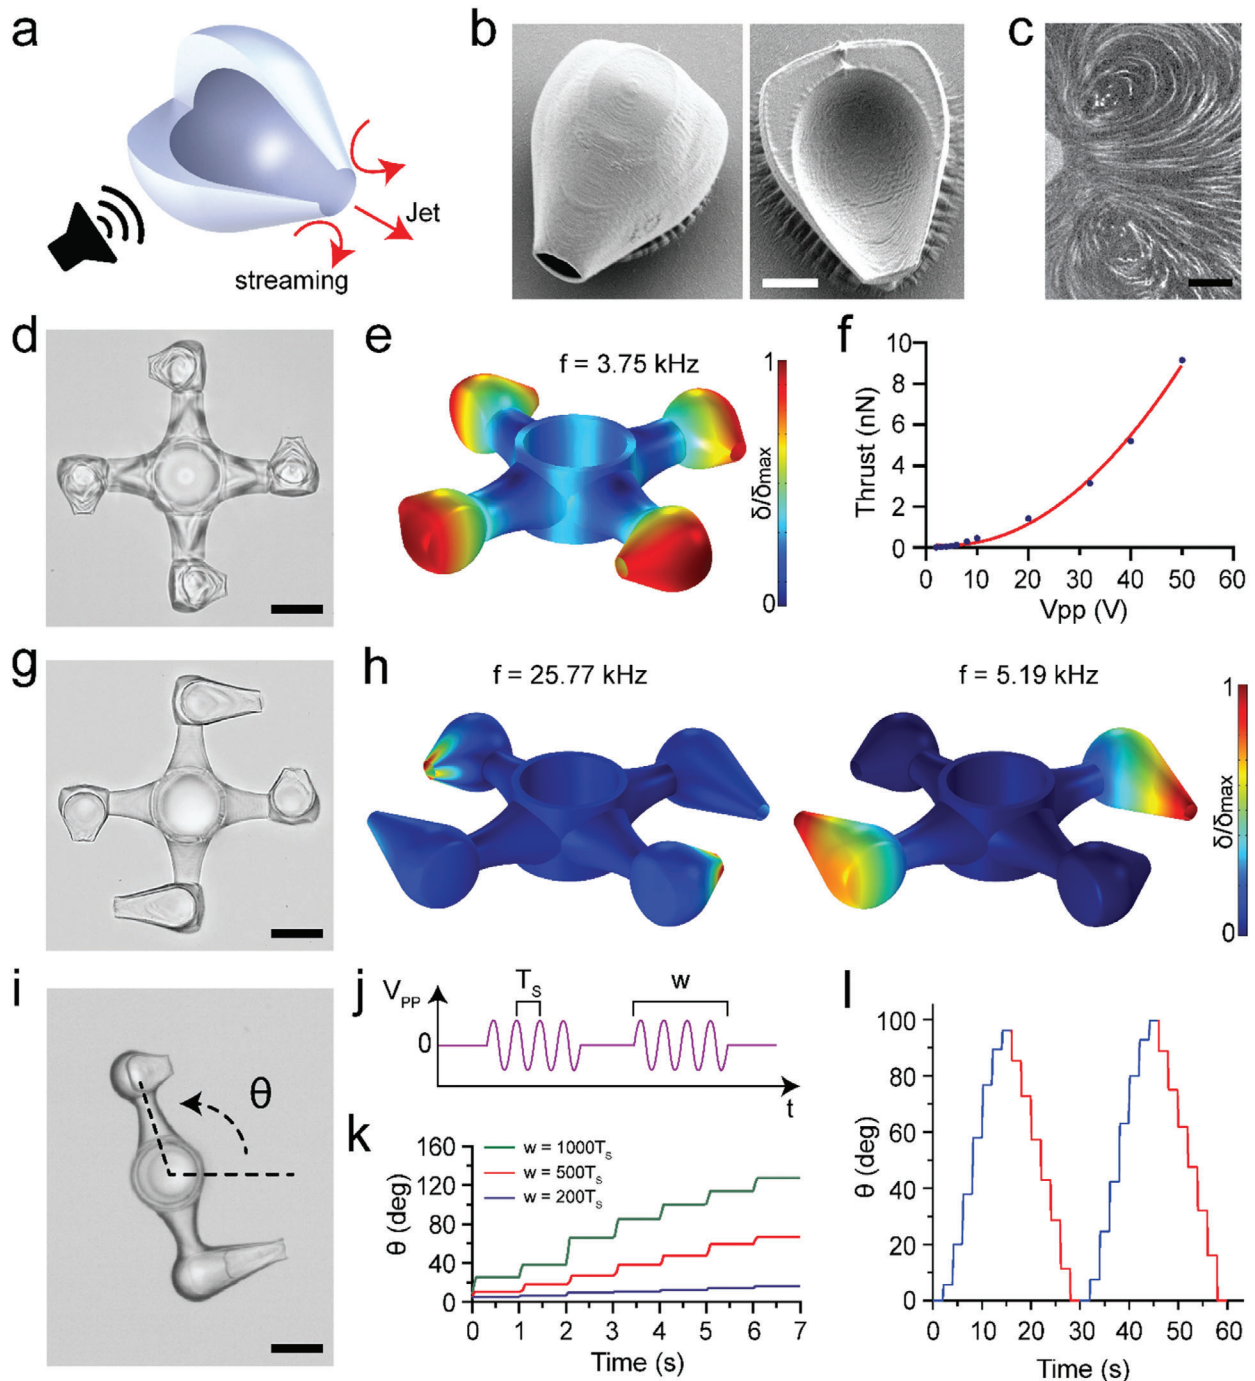 a
Jet
streaming
b
c
d
e
f = 3.75 kHz
1
δ/δmax
0
f
10
8
6
4
2
0
Thrust (nN)
0 10 20 30 40 50 60
Vpp (V)
g
h
f = 25.77 kHz
f = 5.19 kHz
1
δ/δmax
0
i
θ
j
VPP
TS
w
0
t
k
160
120
80
40
0
θ (deg)
w = 1000TS
w = 500TS
w = 200TS
0 1 2 3 4 5 6 7
Time (s)
l
100
80
60
40
20
0
θ (deg)
0 10 20 30 40 50 60
Time (s)